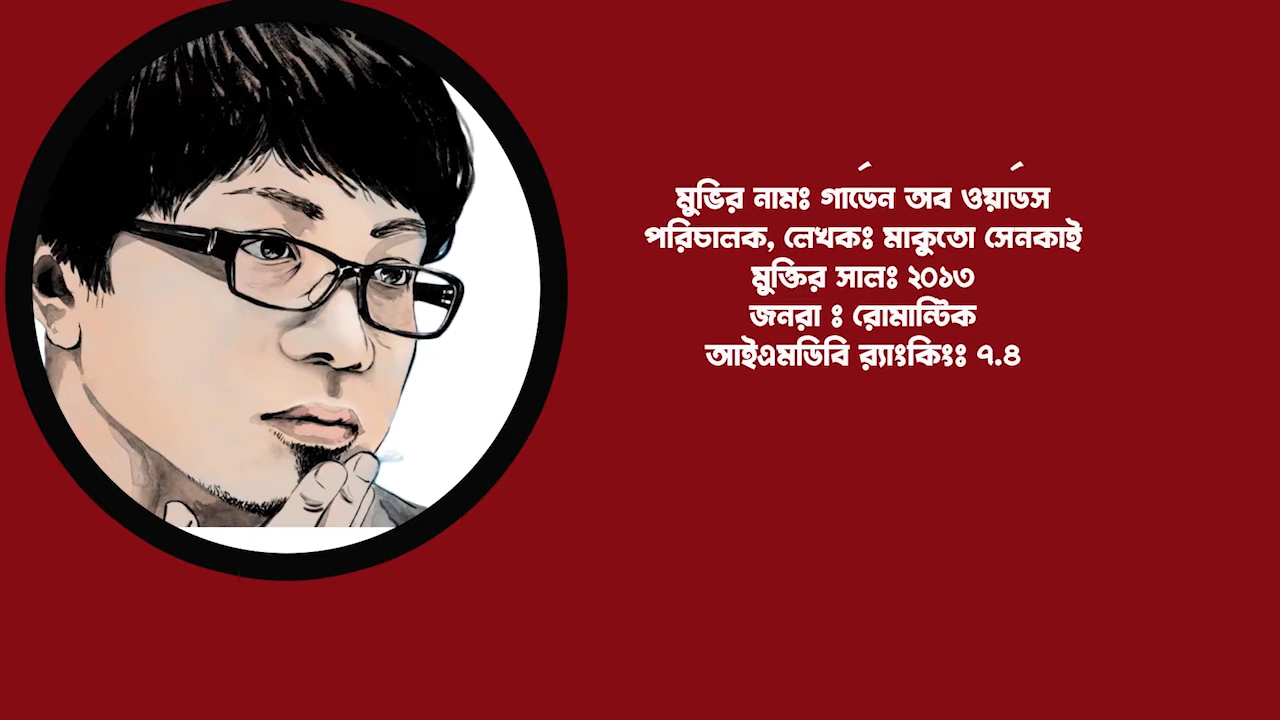 মুভির নামঃ গার্ডেন অব ওয়ার্ডস
পরিচালক, লেখকঃ মাকুতো সেনকাই
মুক্তির সালঃ ২০১৩
জনরা ঃ রোমান্টিক
আইএমডিবি র‍্যাংকিংঃ ৭.৪